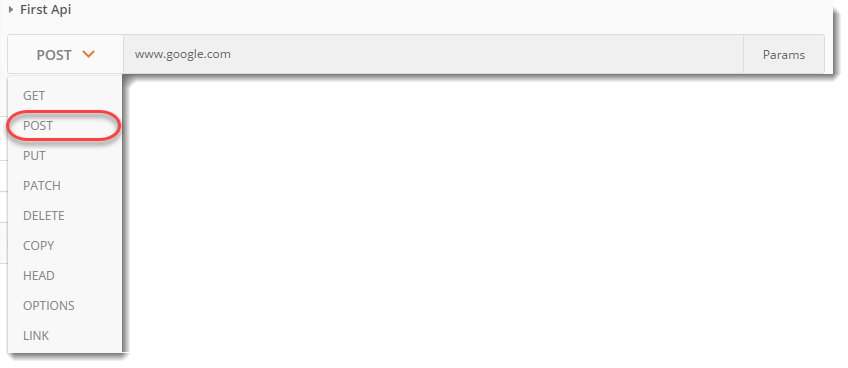 First Api
POST www.google.com Params
GET
POST
PUT
PATCH
DELETE
COPY
HEAD
OPTIONS
LINK